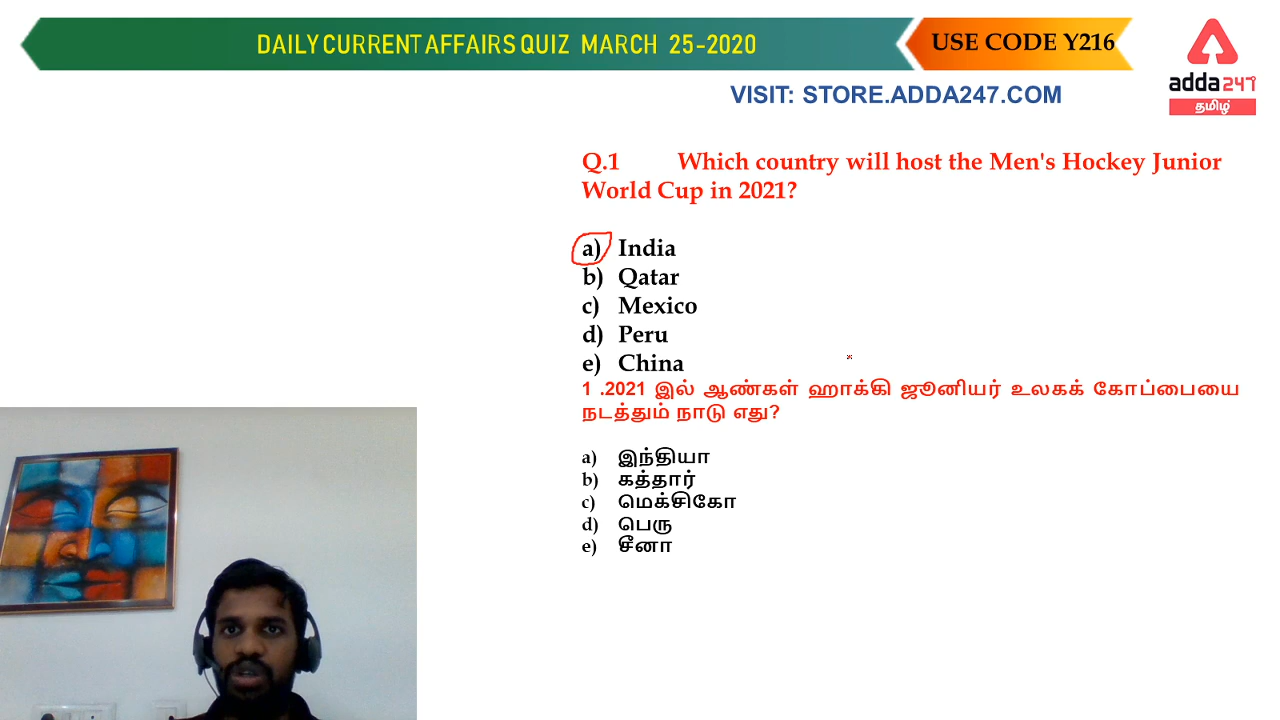 DAILY CURRENT AFFAIRS QUIZ MARCH 25-2020
USE CODE Y216
adda247
தமிழ்
VISIT: STORE.ADDA247.COM
Q.1 Which country will host the Men's Hockey Junior
World Cup in 2021?
a) India
b) Qatar
c) Mexico
d) Peru
e) China
1 .2021 இல் ஆண்கள் ஹாக்கி ஜூனியர் உலகக் கோப்பையை
நடத்தும் நாடு எது?
a) இந்தியா
b) கத்தார்
c) மெக்சிகோ
d) பெரு
e) சீனா